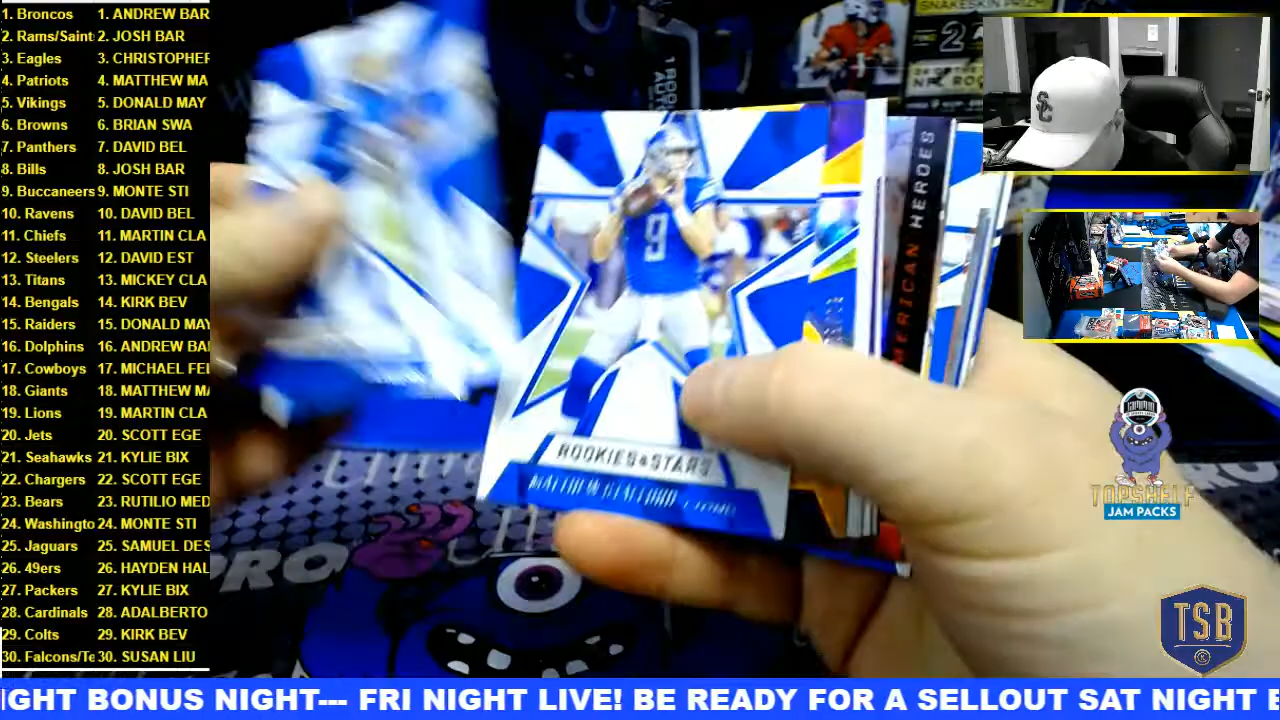 1. Broncos 1. ANDREW BAR
2. Rams/Saint 2. JOSH BAR
3. Eagles 3. CHRISTOPHER
4. Patriots 4. MATTHEW MA
5. Vikings 5. DONALD MAY
6. Browns 6. BRIAN SWA
7. Panthers 7. DAVID BEL
8. Bills 8. JOSH BAR
9. Buccaneers 9. MONTE STI
10. Ravens 10. DAVID BEL
11. Chiefs 11. MARTIN CLA
12. Steelers 12. DAVID EST
13. Titans 13. MICKEY CLA
14. Bengals 14. KIRK BEV
15. Raiders 15. DONALD MAY
16. Dolphins 16. ANDREW BA
17. Cowboys 17. MICHAEL FE
18. Giants 18. MATTHEW MA
19. Lions 19. MARTIN CLA
20. Jets 20. SCOTT EGE
21. Seahawks 21. KYLIE BIX
22. Chargers 22. SCOTT EGE
23. Bears 23. RUTILIO MED
24. Washingto 24. MONTE STI
25. Jaguars 25. SAMUEL DES
26. 49ers 26. HAYDEN HAL
27. Packers 27. KYLIE BIX
28. Cardinals 28. ADALBERTO
29. Colts 29. KIRK BEV
30. Falcons/Te 30. SUSAN LIU
SNAKESKIN
2
SC
9
AMERICAN HEROES
ROOKIES & STARS
MATTHEW STAFFORD
PRO
TOPSHELF
JAM PACKS
TSB
IGHT BONUS NIGHT--- FRI NIGHT LIVE! BE READY FOR A SELLOUT SAT NIGHT